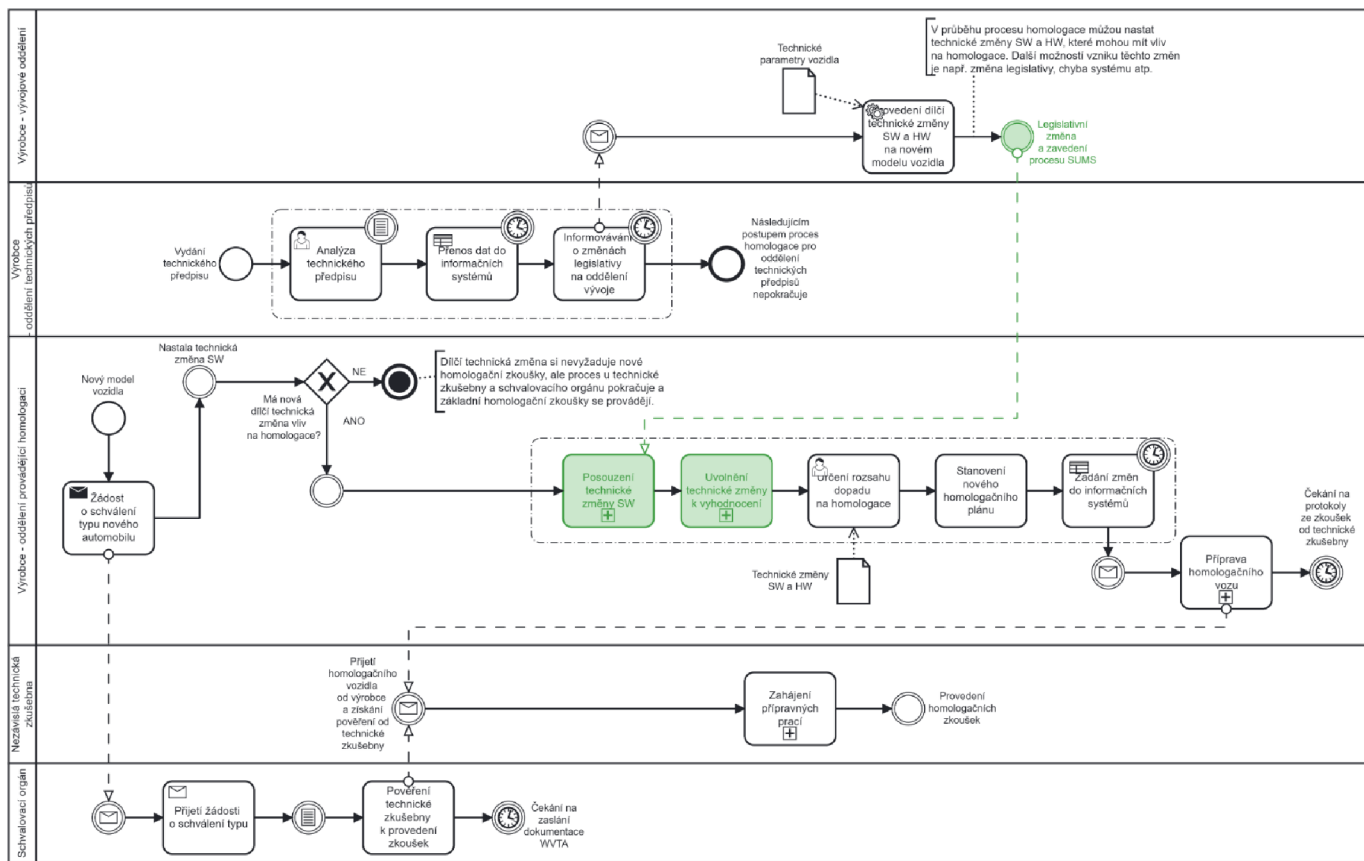 Výrobce - vývojové oddělení
Technické
parametry vozidla
V průběhu procesu homologace můžou nastat
technické změny SW a HW, které mohou mít vliv
na homologace. Další možností vzniku těchto změn
je např. změna legislativy, chyba systému atp.
Provedení dílčí
technické změny
SW a HW
na novém
modelu vozidla
Legislativní
změna
a zavedení
procesu SUMS
Výrobce
- oddělení technických předpisů
Vydání
technického
předpisu
Analýza
technického
předpisu
Přenos dat do
informačních
systémů
Informovávání
o změnách
legislativy
na oddělení
vývoje
Následujícím
postupem proces
homologace pro
oddělení
technických
předpisů
nepokračuje
Výrobce - oddělení provádějící homologaci
Nový model
vozidla
Nastala technická
změna SW
Má nová
dílčí technická
změna vliv
na homologace?
NE
ANO
Dílčí technická změna si nevyžaduje nové
homologační zkoušky, ale proces u technické
zkušebny a schvalovacího orgánu pokračuje a
základní homologační zkoušky se provádějí.
Žádost
o schválení
typu nového
automobilu
Posouzení
technické
změny SW
Uvolnění
technické změny
k vyhodnocení
Určení rozsahu
dopadu
na homologace
Stanovení
nového
homologačního
plánu
Zadání změn
do informačních
systémů
Technické změny
SW a HW
Příprava
homologačního
vozu
Čekání na
protokoly
ze zkoušek
od technické
zkušebny
Nezávislá technická
zkušebna
Přijetí
homologačního
vozidla
od výrobce
a získání
pověření od
technické
zkušebny
Zahájení
přípravných
prací
Provedení
homologačních
zkoušek
Schvalovací orgán
Přijetí žádosti
o schválení typu
Pověření
technické
zkušebny
k provedení
zkoušek
Čekání na
zaslání
dokumentace
WVTA